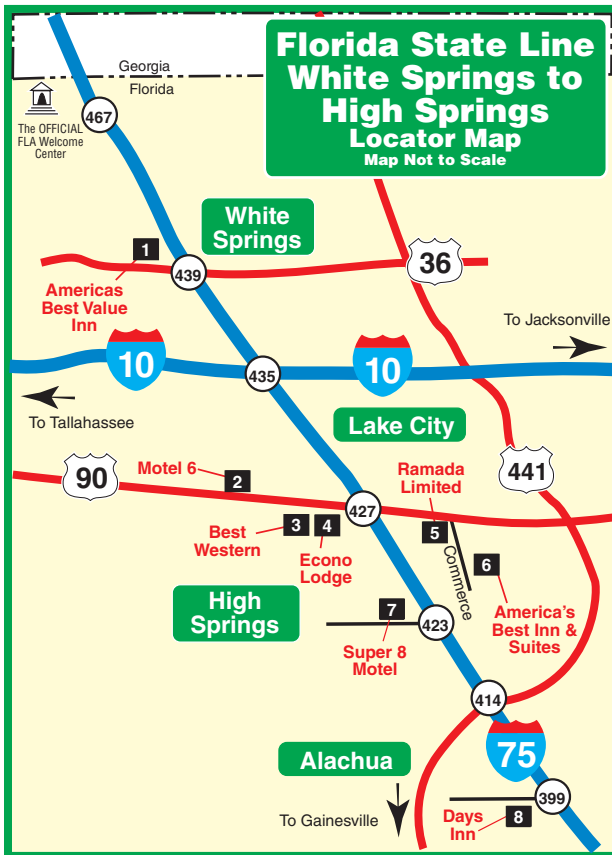 Florida State Line
White Springs to
High Springs
Locator Map
Map Not to Scale
Georgia
Florida
The OFFICIAL
FLA Welcome
Center
467
White
Springs
1
439
36
Americas
Best Value
Inn
To Jacksonville
10
10
435
To Tallahassee
Lake City
90
Motel 6
2
Ramada
Limited
441
427
3
4
5
Best
Western
Econo
Lodge
Commerce
6
High
Springs
7
423
America's
Best Inn &
Suites
Super 8
Motel
414
75
Alachua
399
To Gainesville
Days
Inn
8